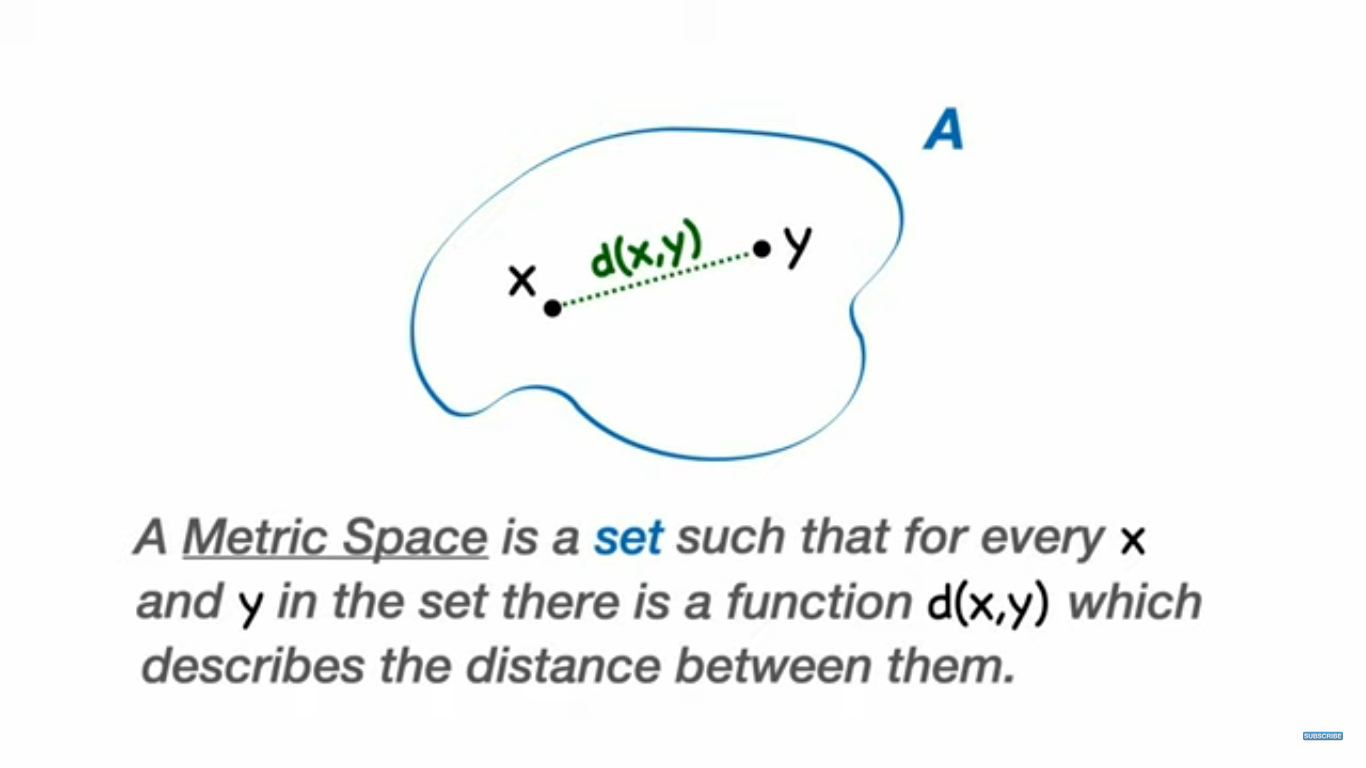 A
d(x,y)
y
x
A Metric Space is a set such that for every x
and y in the set there is a function d(x,y) which
describes the distance between them.
SUBSCRIBE